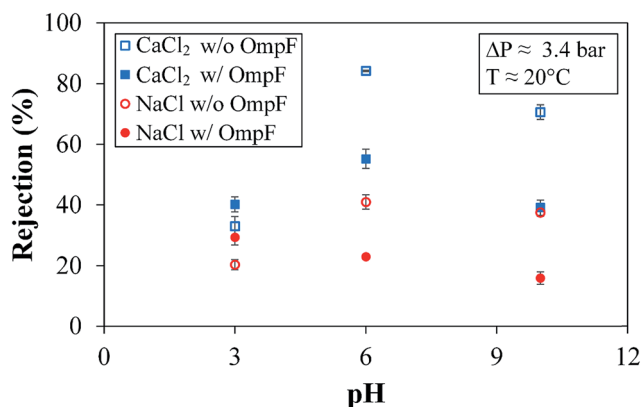 100
80
60
40
20
0
Rejection (%)
CaCl₂ w/o OmpF
CaCl₂ w/ OmpF
NaCl w/o OmpF
NaCl w/ OmpF
ΔP ≈ 3.4 bar
T ≈ 20°C
0 3 6 9 12
pH